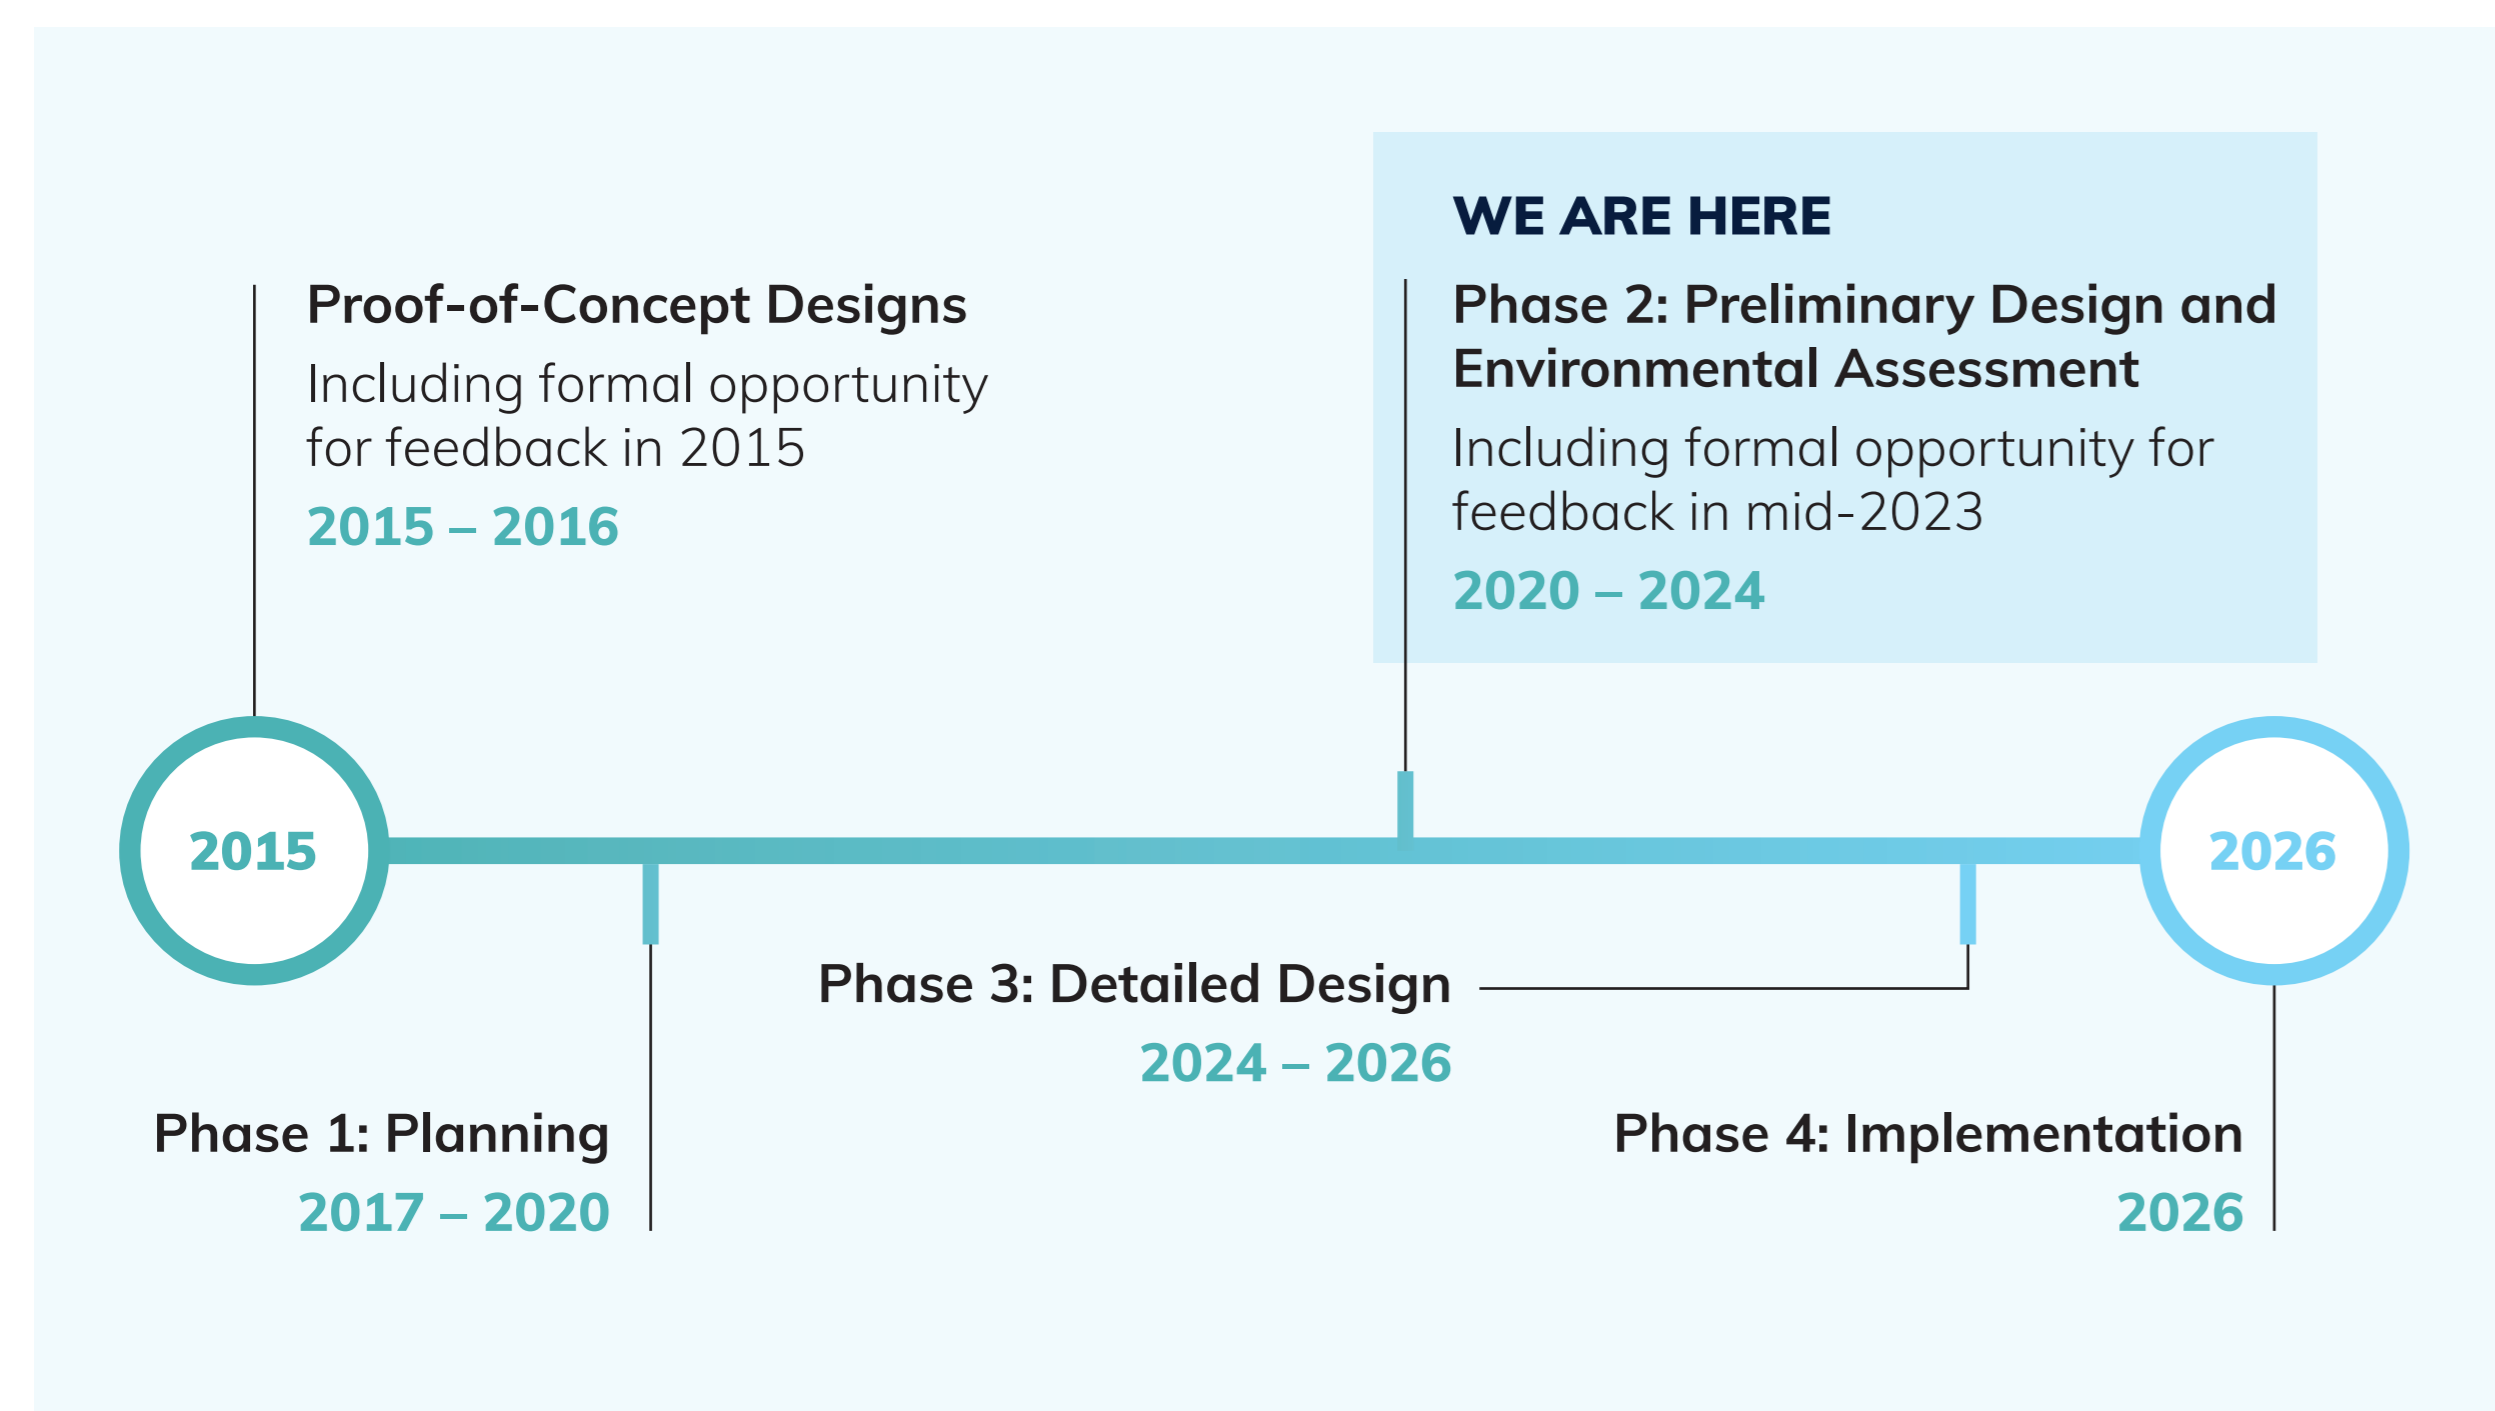 WE ARE HERE
Proof-of-Concept Designs
Including formal opportunity
for feedback in 2015
2015 – 2016
Phase 2: Preliminary Design and
Environmental Assessment
Including formal opportunity for
feedback in mid-2023
2020 – 2024
2015
2026
Phase 3: Detailed Design
2024 – 2026
Phase 1: Planning
2017 – 2020
Phase 4: Implementation
2026